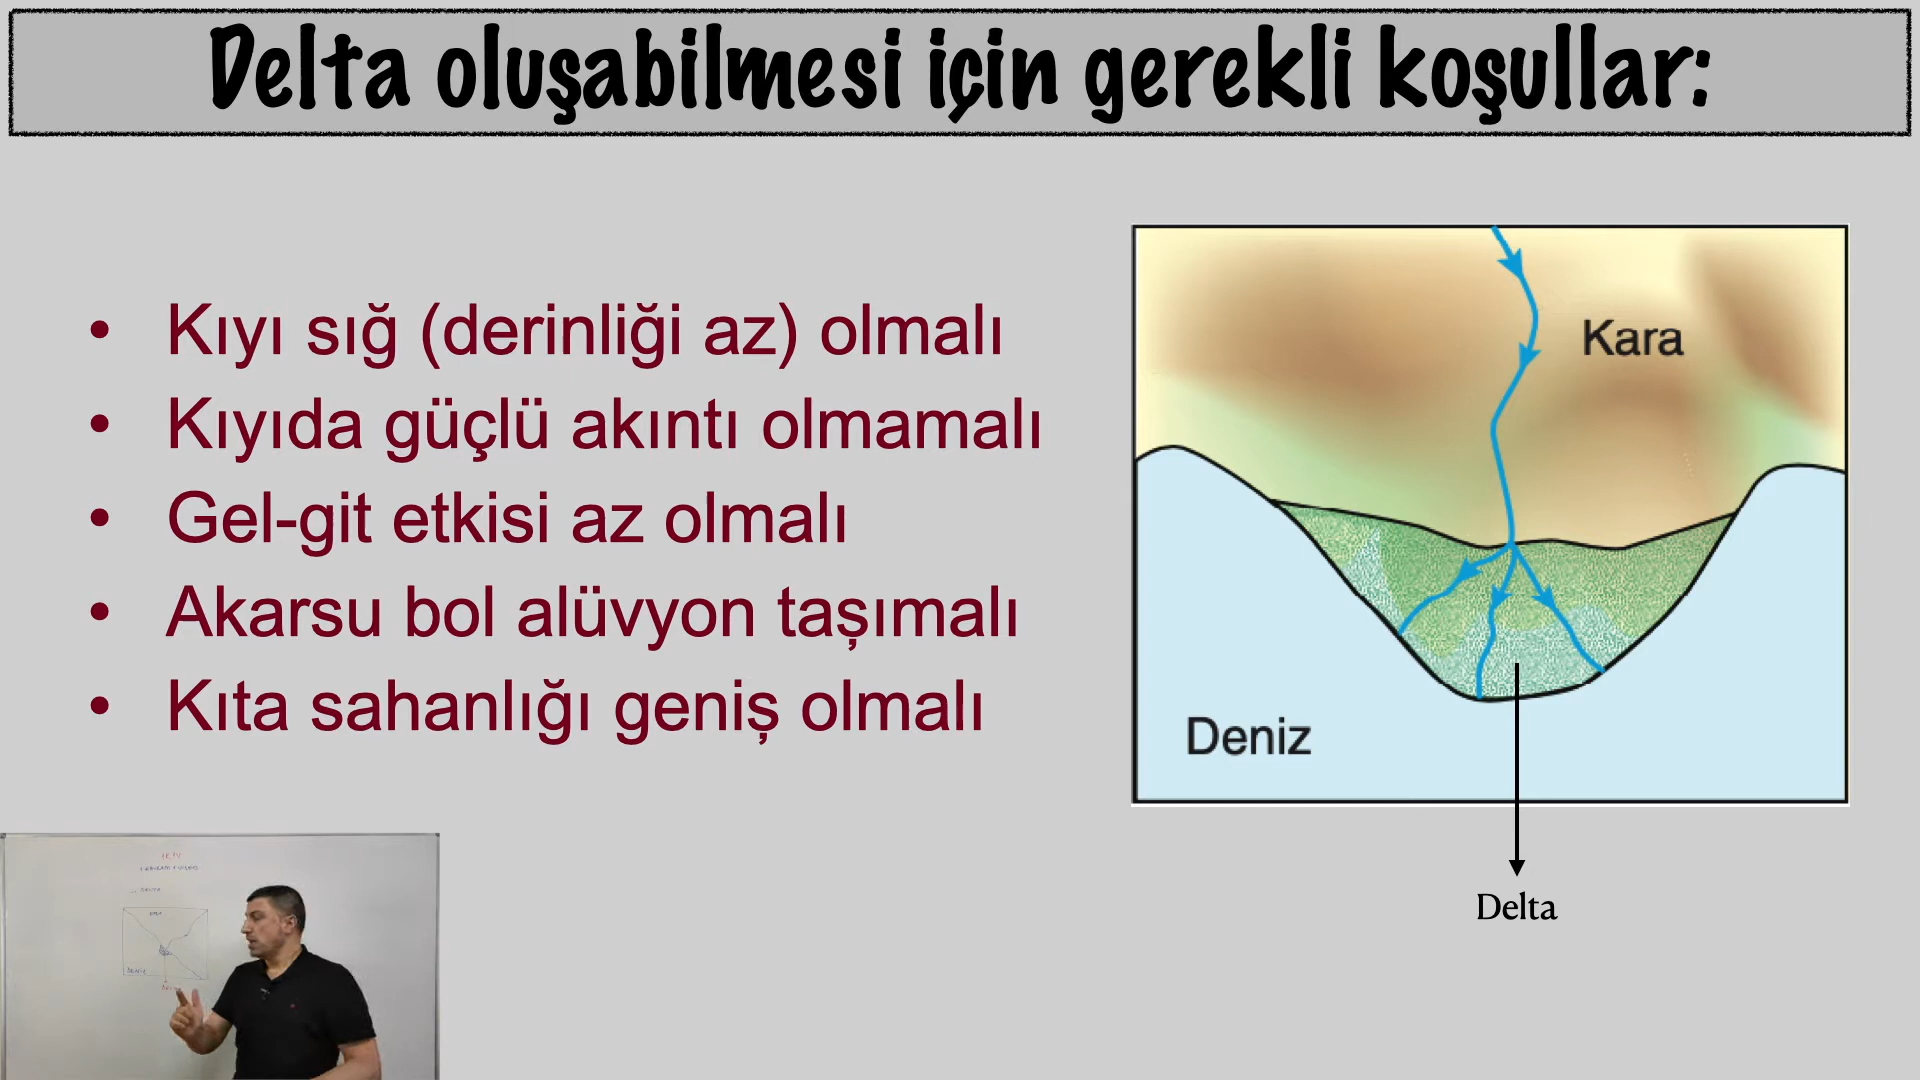 Delta oluşabilmesi için gerekli koşullar:
• Kıyı sığ (derinliği az) olmalı
• Kıyıda güçlü akıntı olmamalı
• Gel-git etkisi az olmalı
• Akarsu bol alüvyon taşımalı
• Kıta sahanlığı geniş olmalı
Kara
Deniz
Delta